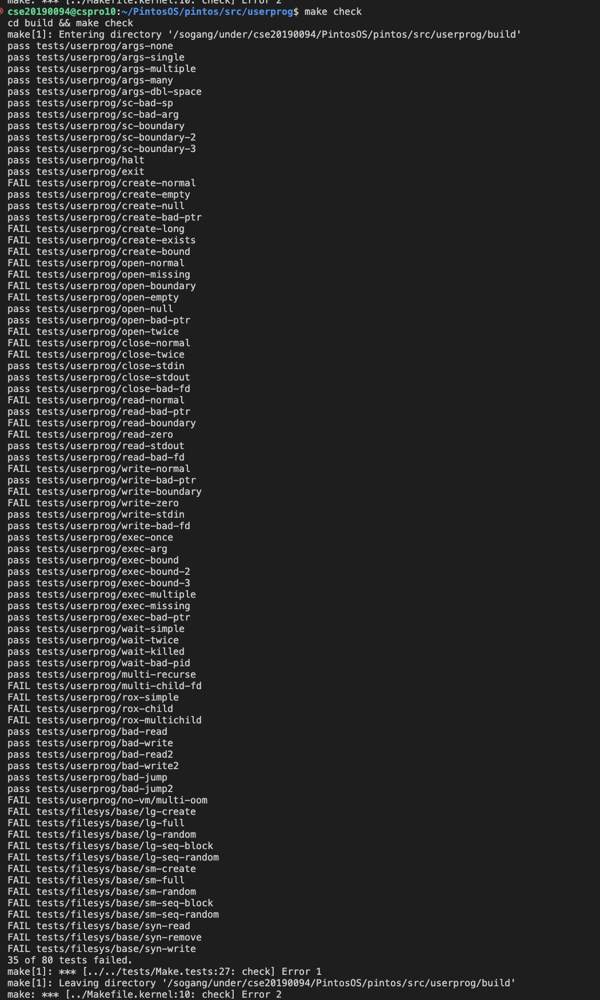 make: *** [../Makefile.kernel:10: check] Error 2
cse20190094@cspro10:~/PintosOS/pintos/src/userprog$ make check
cd build && make check
make[1]: Entering directory '/sogang/under/cse20190094/PintosOS/pintos/src/userprog/build'
pass tests/userprog/args-none
pass tests/userprog/args-single
pass tests/userprog/args-multiple
pass tests/userprog/args-many
pass tests/userprog/args-dbl-space
pass tests/userprog/sc-bad-sp
pass tests/userprog/sc-bad-arg
pass tests/userprog/sc-boundary
pass tests/userprog/sc-boundary-2
pass tests/userprog/sc-boundary-3
pass tests/userprog/halt
pass tests/userprog/exit
FAIL tests/userprog/create-normal
pass tests/userprog/create-empty
pass tests/userprog/create-null
pass tests/userprog/create-bad-ptr
FAIL tests/userprog/create-long
FAIL tests/userprog/create-exists
FAIL tests/userprog/create-bound
FAIL tests/userprog/open-normal
FAIL tests/userprog/open-missing
FAIL tests/userprog/open-boundary
FAIL tests/userprog/open-empty
pass tests/userprog/open-null
pass tests/userprog/open-bad-ptr
FAIL tests/userprog/open-twice
FAIL tests/userprog/close-normal
FAIL tests/userprog/close-twice
pass tests/userprog/close-stdin
pass tests/userprog/close-stdout
pass tests/userprog/close-bad-fd
FAIL tests/userprog/read-normal
pass tests/userprog/read-bad-ptr
FAIL tests/userprog/read-boundary
FAIL tests/userprog/read-zero
pass tests/userprog/read-stdout
pass tests/userprog/read-bad-fd
FAIL tests/userprog/write-normal
pass tests/userprog/write-bad-ptr
FAIL tests/userprog/write-boundary
FAIL tests/userprog/write-zero
pass tests/userprog/write-stdin
pass tests/userprog/write-bad-fd
pass tests/userprog/exec-once
pass tests/userprog/exec-arg
pass tests/userprog/exec-bound
pass tests/userprog/exec-bound-2
pass tests/userprog/exec-bound-3
pass tests/userprog/exec-multiple
pass tests/userprog/exec-missing
pass tests/userprog/exec-bad-ptr
pass tests/userprog/wait-simple
pass tests/userprog/wait-twice
pass tests/userprog/wait-killed
pass tests/userprog/wait-bad-pid
pass tests/userprog/multi-recurse
FAIL tests/userprog/multi-child-fd
FAIL tests/userprog/rox-simple
FAIL tests/userprog/rox-child
FAIL tests/userprog/rox-multichild
pass tests/userprog/bad-read
pass tests/userprog/bad-write
pass tests/userprog/bad-read2
pass tests/userprog/bad-write2
pass tests/userprog/bad-jump
pass tests/userprog/bad-jump2
FAIL tests/userprog/no-vm/multi-oom
FAIL tests/filesys/base/lg-create
FAIL tests/filesys/base/lg-full
FAIL tests/filesys/base/lg-random
FAIL tests/filesys/base/lg-seq-block
FAIL tests/filesys/base/lg-seq-random
FAIL tests/filesys/base/sm-create
FAIL tests/filesys/base/sm-full
FAIL tests/filesys/base/sm-random
FAIL tests/filesys/base/sm-seq-block
FAIL tests/filesys/base/sm-seq-random
FAIL tests/filesys/base/syn-read
FAIL tests/filesys/base/syn-remove
FAIL tests/filesys/base/syn-write
35 of 80 tests failed.
make[1]: *** [../../tests/Make.tests:27: check] Error 1
make[1]: Leaving directory '/sogang/under/cse20190094/PintosOS/pintos/src/userprog/build'
make: *** [../Makefile.kernel:10: check] Error 2